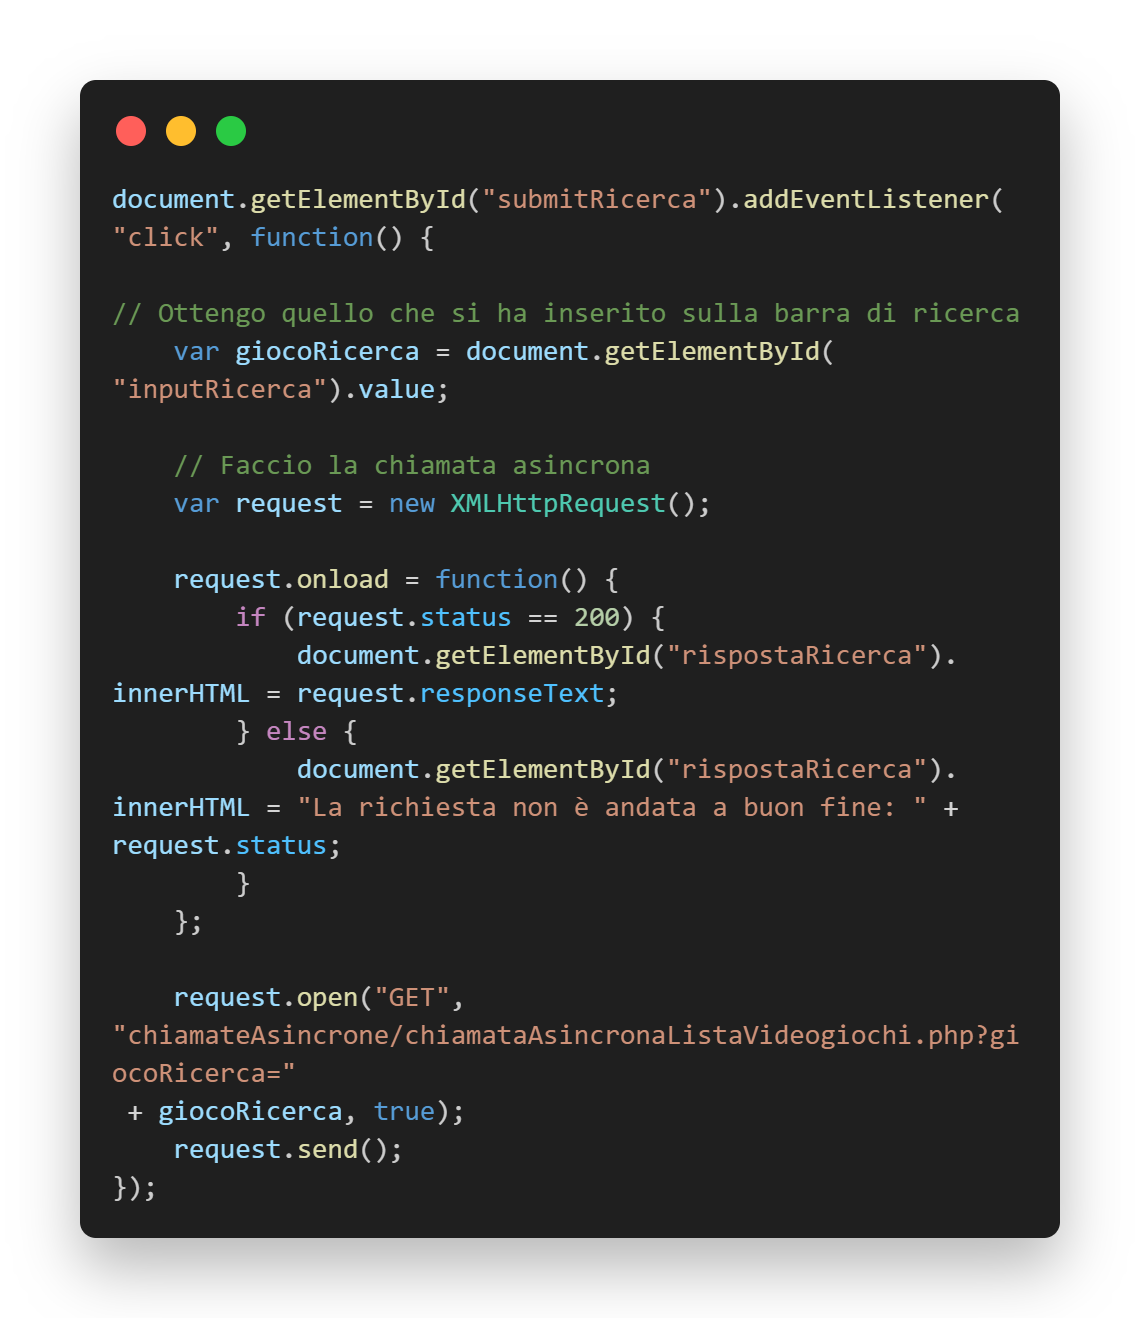 document.getElementById("submitRicerca").addEventListener(
"click", function() {
// Ottengo quello che si ha inserito sulla barra di ricerca
    var giocoRicerca = document.getElementById(
"inputRicerca").value;
    // Faccio la chiamata asincrona
    var request = new XMLHttpRequest();
    request.onload = function() {
        if (request.status == 200) {
            document.getElementById("rispostaRicerca").
innerHTML = request.responseText;
        } else {
            document.getElementById("rispostaRicerca").
innerHTML = "La richiesta non è andata a buon fine: " +
request.status;
        }
    };
    request.open("GET",
"chiamateAsincrone/chiamataAsincronaListaVideogiochi.php?gi
ocoRicerca="
 + giocoRicerca, true);
    request.send();
});